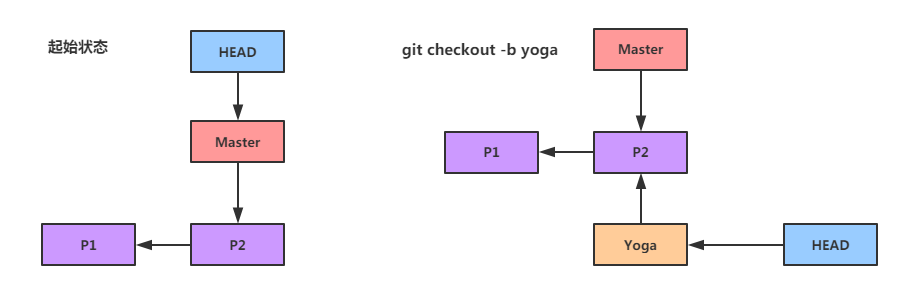 起始状态
HEAD
Master
P1
P2
git checkout -b yoga
Master
P1
P2
Yoga
HEAD